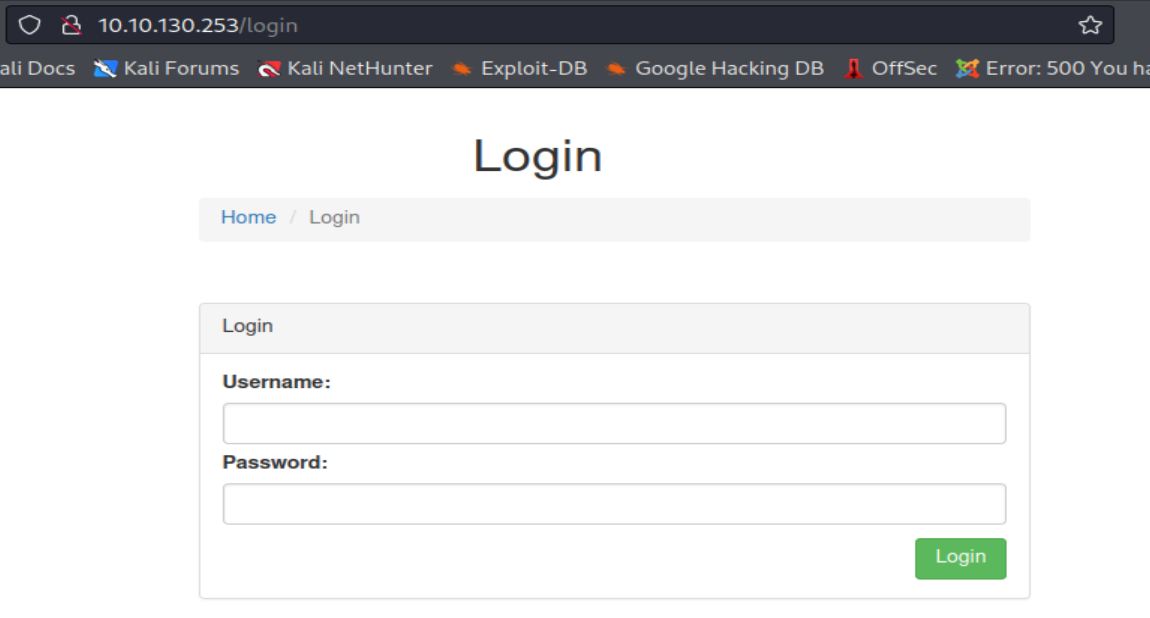 10.10.130.253/login
ali Docs Kali Forums Kali NetHunter Exploit-DB Google Hacking DB OffSec Error: 500 You ha
Login
Home / Login
Login
Username:
Password:
Login